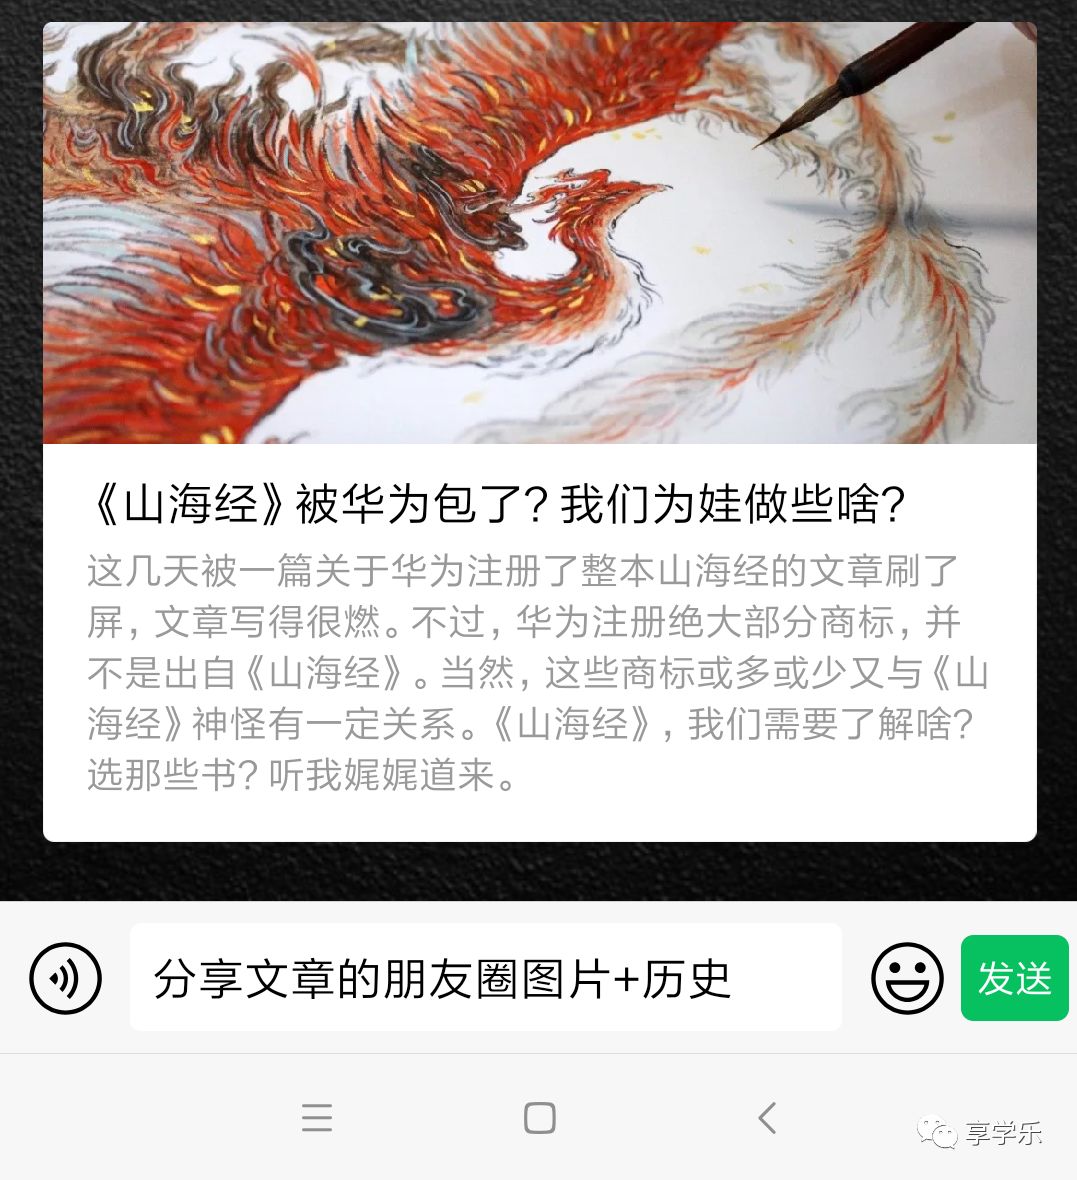 《山海经》被华为包了？我们为娃做些啥？
这几天被一篇关于华为注册了整本山海经的文章刷了
屏，文章写得很燃。不过，华为注册绝大部分商标，并
不是出自《山海经》。当然，这些商标或多或少又与《山
海经》神怪有一定关系。《山海经》，我们需要了解啥？
选那些书？听我娓娓道来。
分享文章的朋友圈图片+历史
发送
享学乐